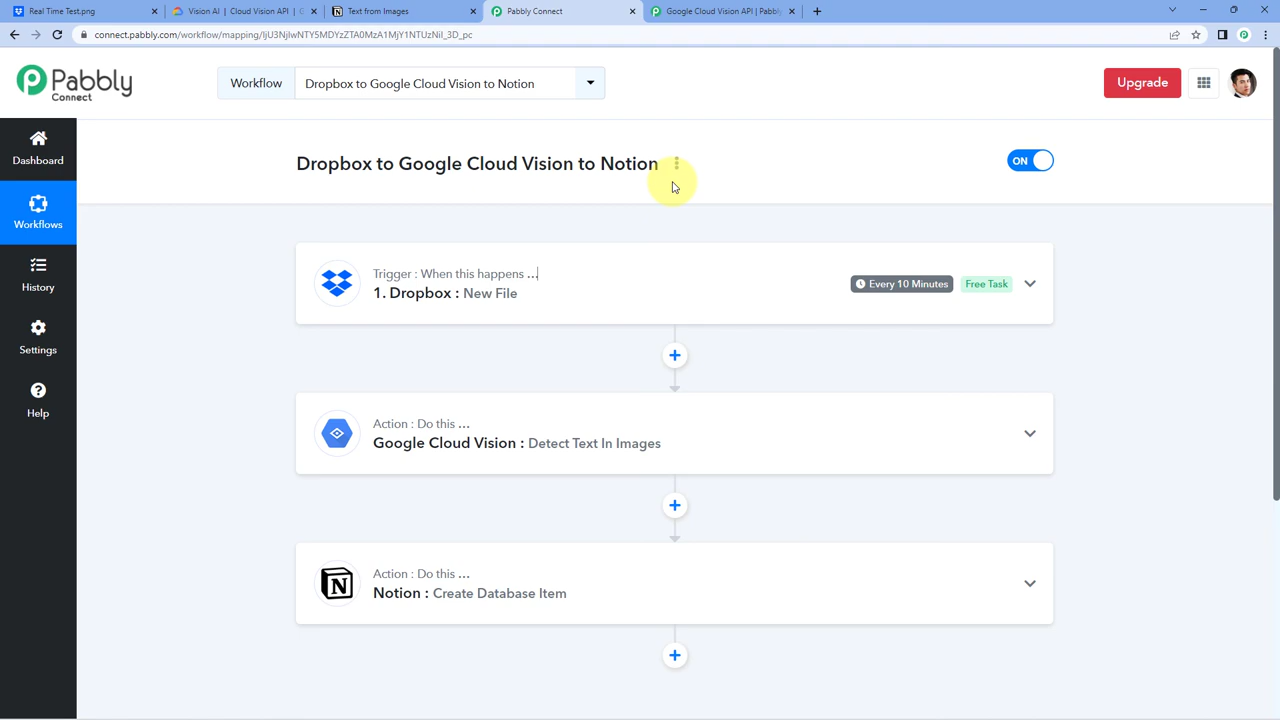 Real Time Test.png
Vision AI | Cloud Vision API | G
Text from Images
Pabbly Connect
Google Cloud Vision API | Pabbly
connect.pabbly.com/workflow/mapping/IjU3NjIwNTY5MDYzZTA0MzA1MjY1NTUzNiI_3D_pc
Pabbly
Connect
Workflow
Dropbox to Google Cloud Vision to Notion
Upgrade
Dashboard
Workflows
History
Settings
Help
Dropbox to Google Cloud Vision to Notion
ON
Trigger : When this happens ...
1. Dropbox : New File
Every 10 Minutes
Free Task
Action : Do this ...
Google Cloud Vision : Detect Text In Images
Action : Do this ...
Notion : Create Database Item